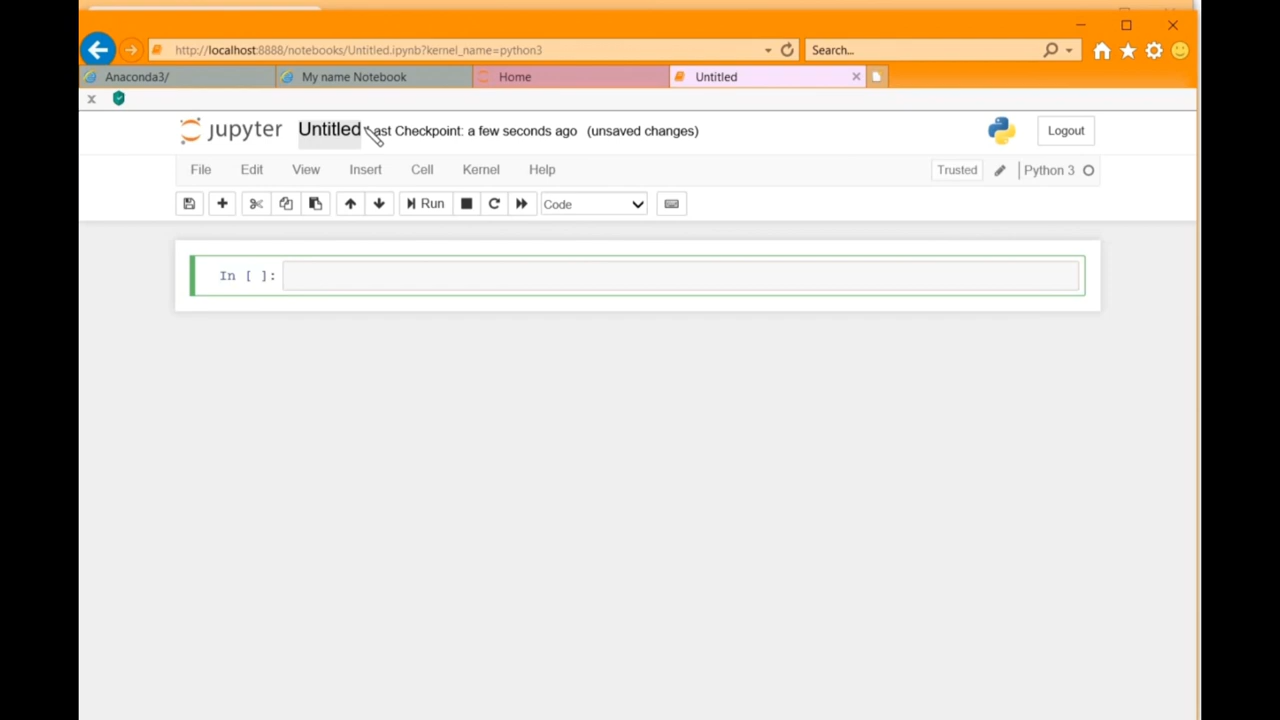 http://localhost:8888/notebooks/Untitled.ipynb?kernel_name=python3
Search...
Anaconda3/
My name Notebook
Home
Untitled
x
jupyter
Untitled
Last Checkpoint: a few seconds ago (unsaved changes)
Logout
File Edit View Insert Cell Kernel Help
Trusted
Python 3
Run
Code
In [ ]: